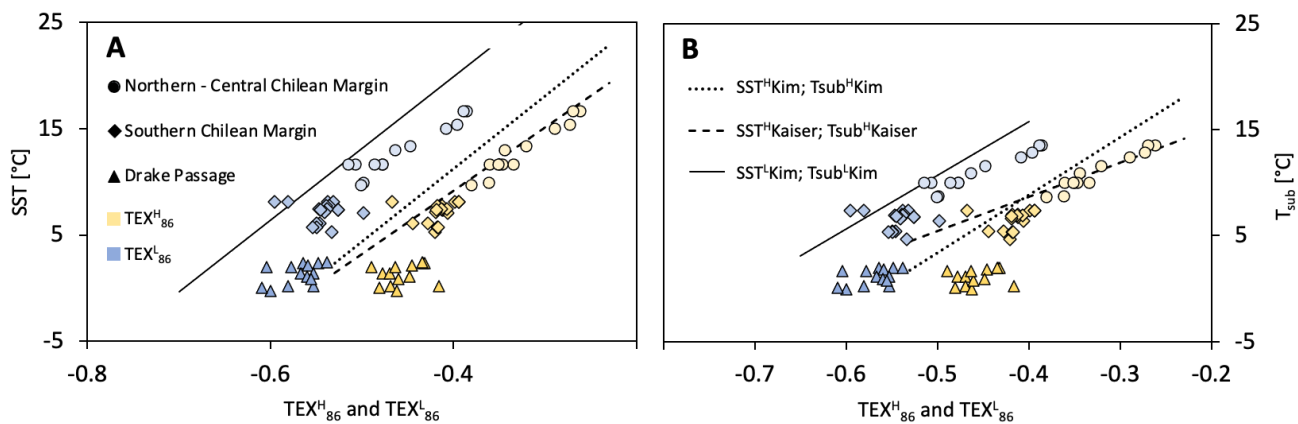 A
25
15
5
-5
SST [°C]
Northern - Central Chilean Margin
Southern Chilean Margin
Drake Passage
TEXᴴ₈₆
TEXᴸ₈₆
-0.8
-0.6
-0.4
TEXᴴ₈₆ and TEXᴸ₈₆
B
SSTᴴKim; TsubᴴKim
SSTᴴKaiser; TsubᴴKaiser
SSTᴸKim; TsubᴸKim
25
15
5
-5
Tsub [°C]
-0.7
-0.6
-0.5
-0.4
-0.3
-0.2
TEXᴴ₈₆ and TEXᴸ₈₆